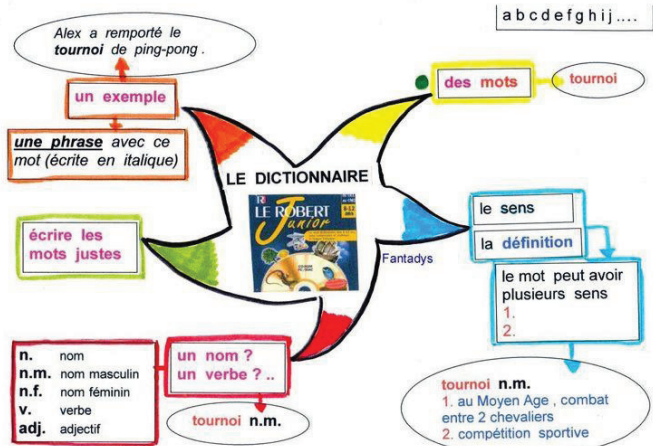 a b c d e f g h i j ....
Alex a remporté le
tournoi de ping-pong .
un exemple
une phrase avec ce
mot (écrite en italique)
des mots
tournoi
LE DICTIONNAIRE
LE ROBERT
Junior
8-12
ANS
Fantadys
le sens
la définition
le mot peut avoir
plusieurs sens
1.
2.
tournoi n.m.
1. au Moyen Age , combat
entre 2 chevaliers
2. compétition sportive
écrire les
mots justes
un nom ?
un verbe ? ..
tournoi n.m.
n. nom
n.m. nom masculin
n.f. nom féminin
v. verbe
adj. adjectif